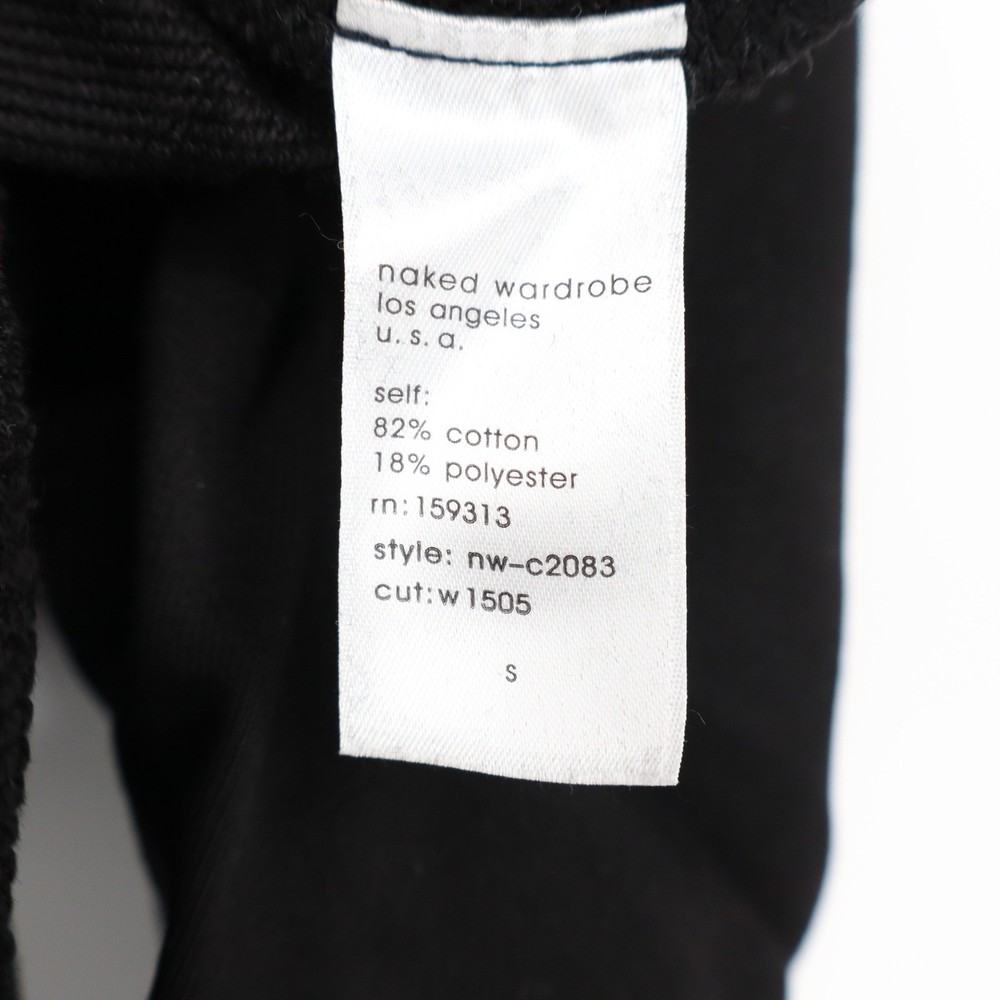 naked wardrobe
los angeles
u.s.a.
self:
82% cotton
18% polyester
rn:159313
style: nw-c2083
cut:w1505
s